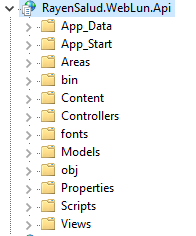 RayenSalud.WebLun.Api
App_Data
App_Start
Areas
bin
Content
Controllers
fonts
Models
obj
Properties
Scripts
Views